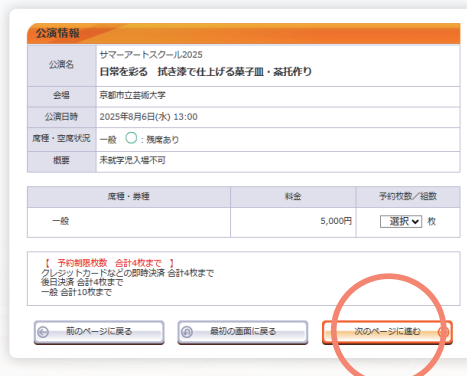 公演情報
公演名
サマーアートスクール2025
日常を彩る 拭き漆で仕上げる菓子皿・茶托作り
会場 京都市立芸術大学
公演日時 2025年8月6日(水) 13:00
席種・空席状況 一般 ○ : 残席あり
概要 未就学児入場不可
席種・券種 料金 予約枚数/組数
一般 5,000円 選択 枚
【 予約制限枚数 合計4枚まで 】
クレジットカードなどの即時決済 合計4枚まで
後日決済 合計4枚まで
一般 合計10枚まで
前のページに戻る 最初の画面に戻る 次のページに進む